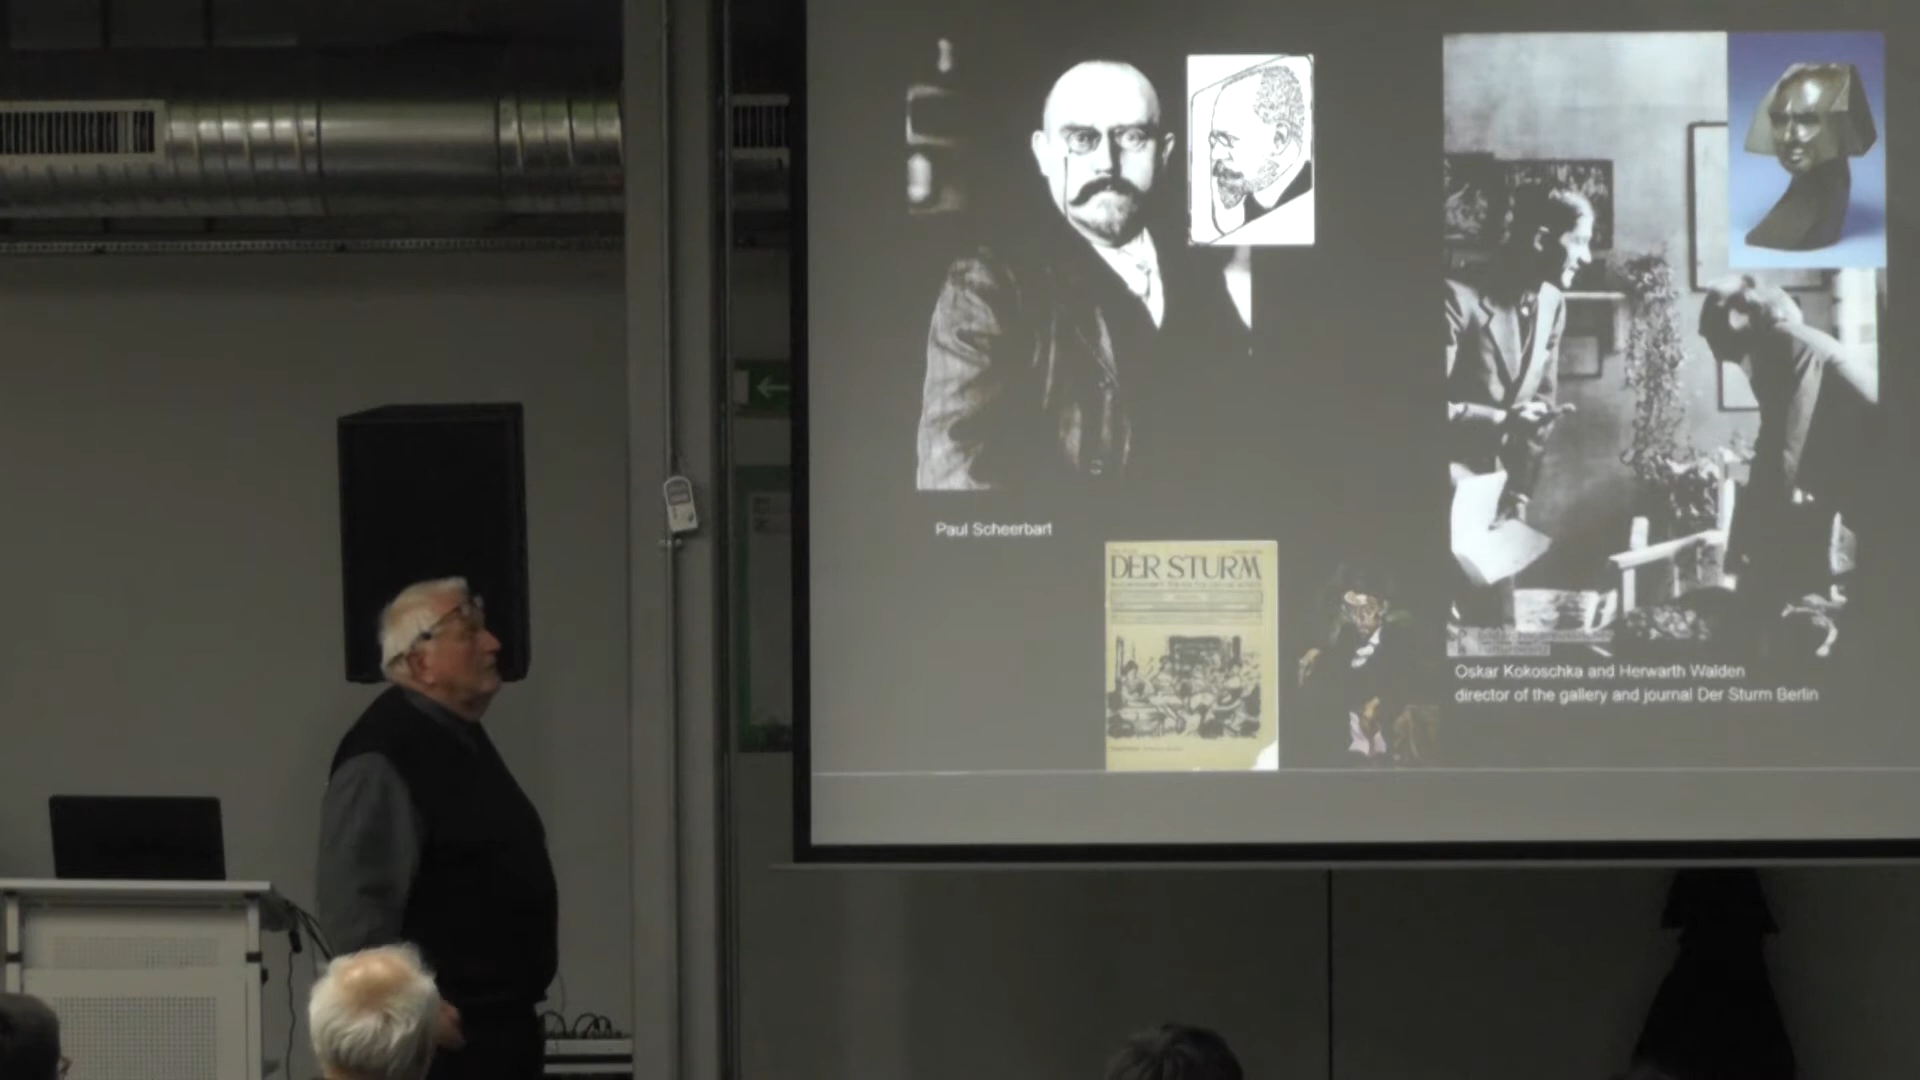 Paul Scheerbart
DER STURM
Oskar Kokoschka and Herwarth Walden
director of the gallery and journal Der Sturm Berlin